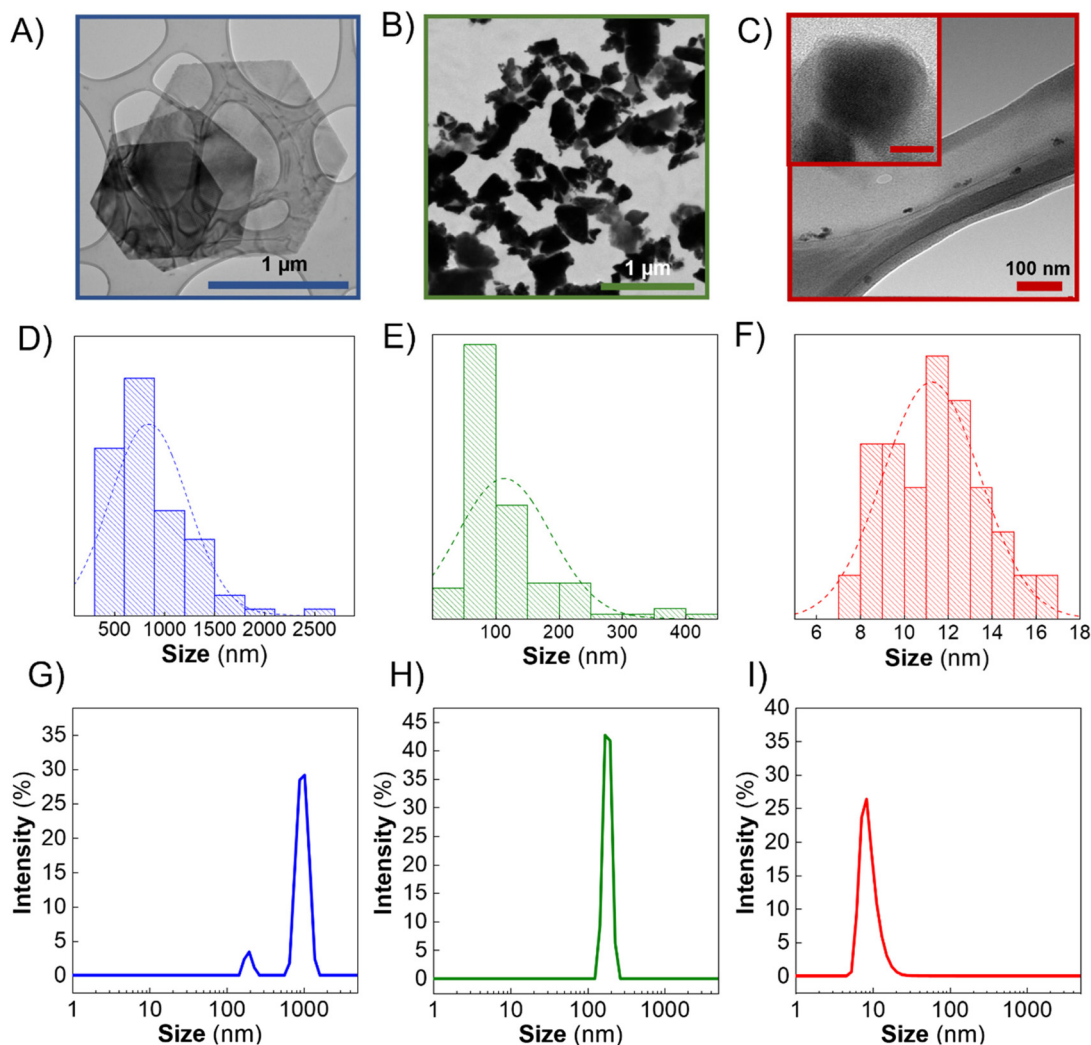 A)
B)
C)
1 µm
1 µm
100 nm
D)
E)
F)
500 1000 1500 2000 2500
100 200 300 400
6 8 10 12 14 16 18
Size (nm)
Size (nm)
Size (nm)
G)
H)
I)
35
30
25
20
15
10
5
0
Intensity (%)
1 10 100 1000
Size (nm)
45
40
35
30
25
20
15
10
5
0
Intensity (%)
1 10 100 1000
Size (nm)
40
35
30
25
20
15
10
5
0
Intensity (%)
1 10 100 1000
Size (nm)